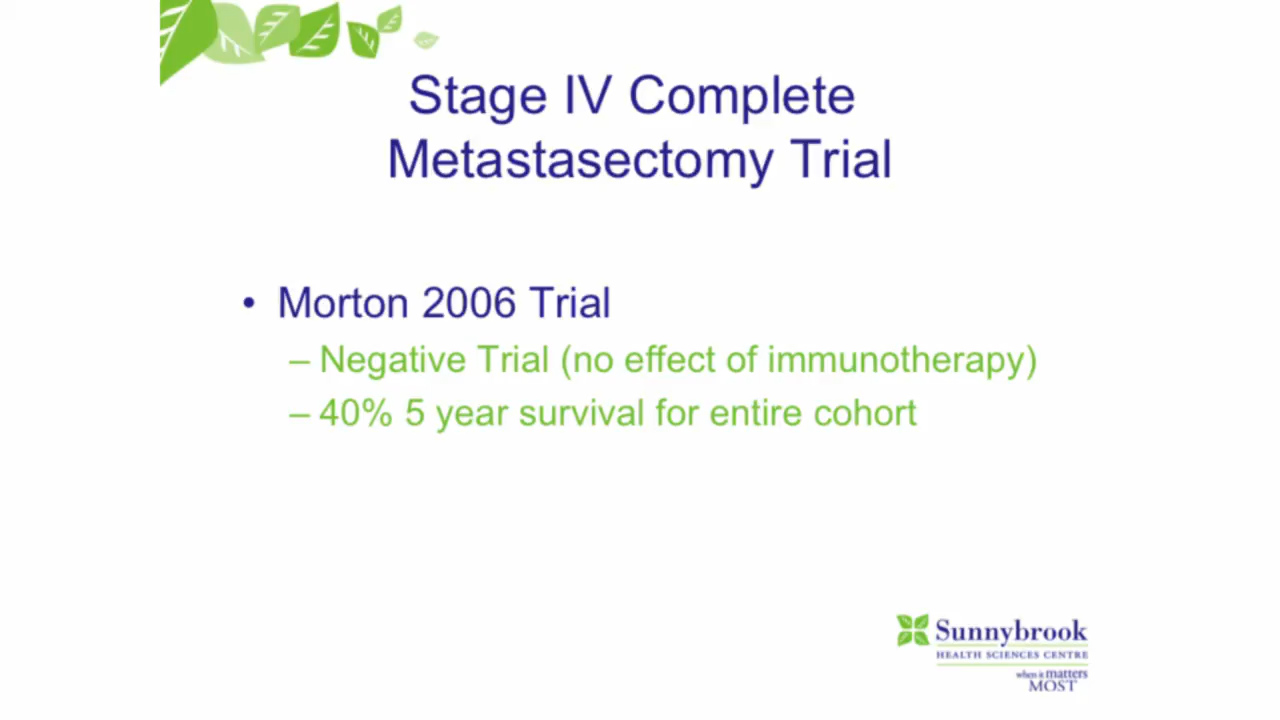 Stage IV Complete
Metastasectomy Trial
• Morton 2006 Trial
– Negative Trial (no effect of immunotherapy)
– 40% 5 year survival for entire cohort
Sunnybrook
HEALTH SCIENCES CENTRE
when it matters
MOST